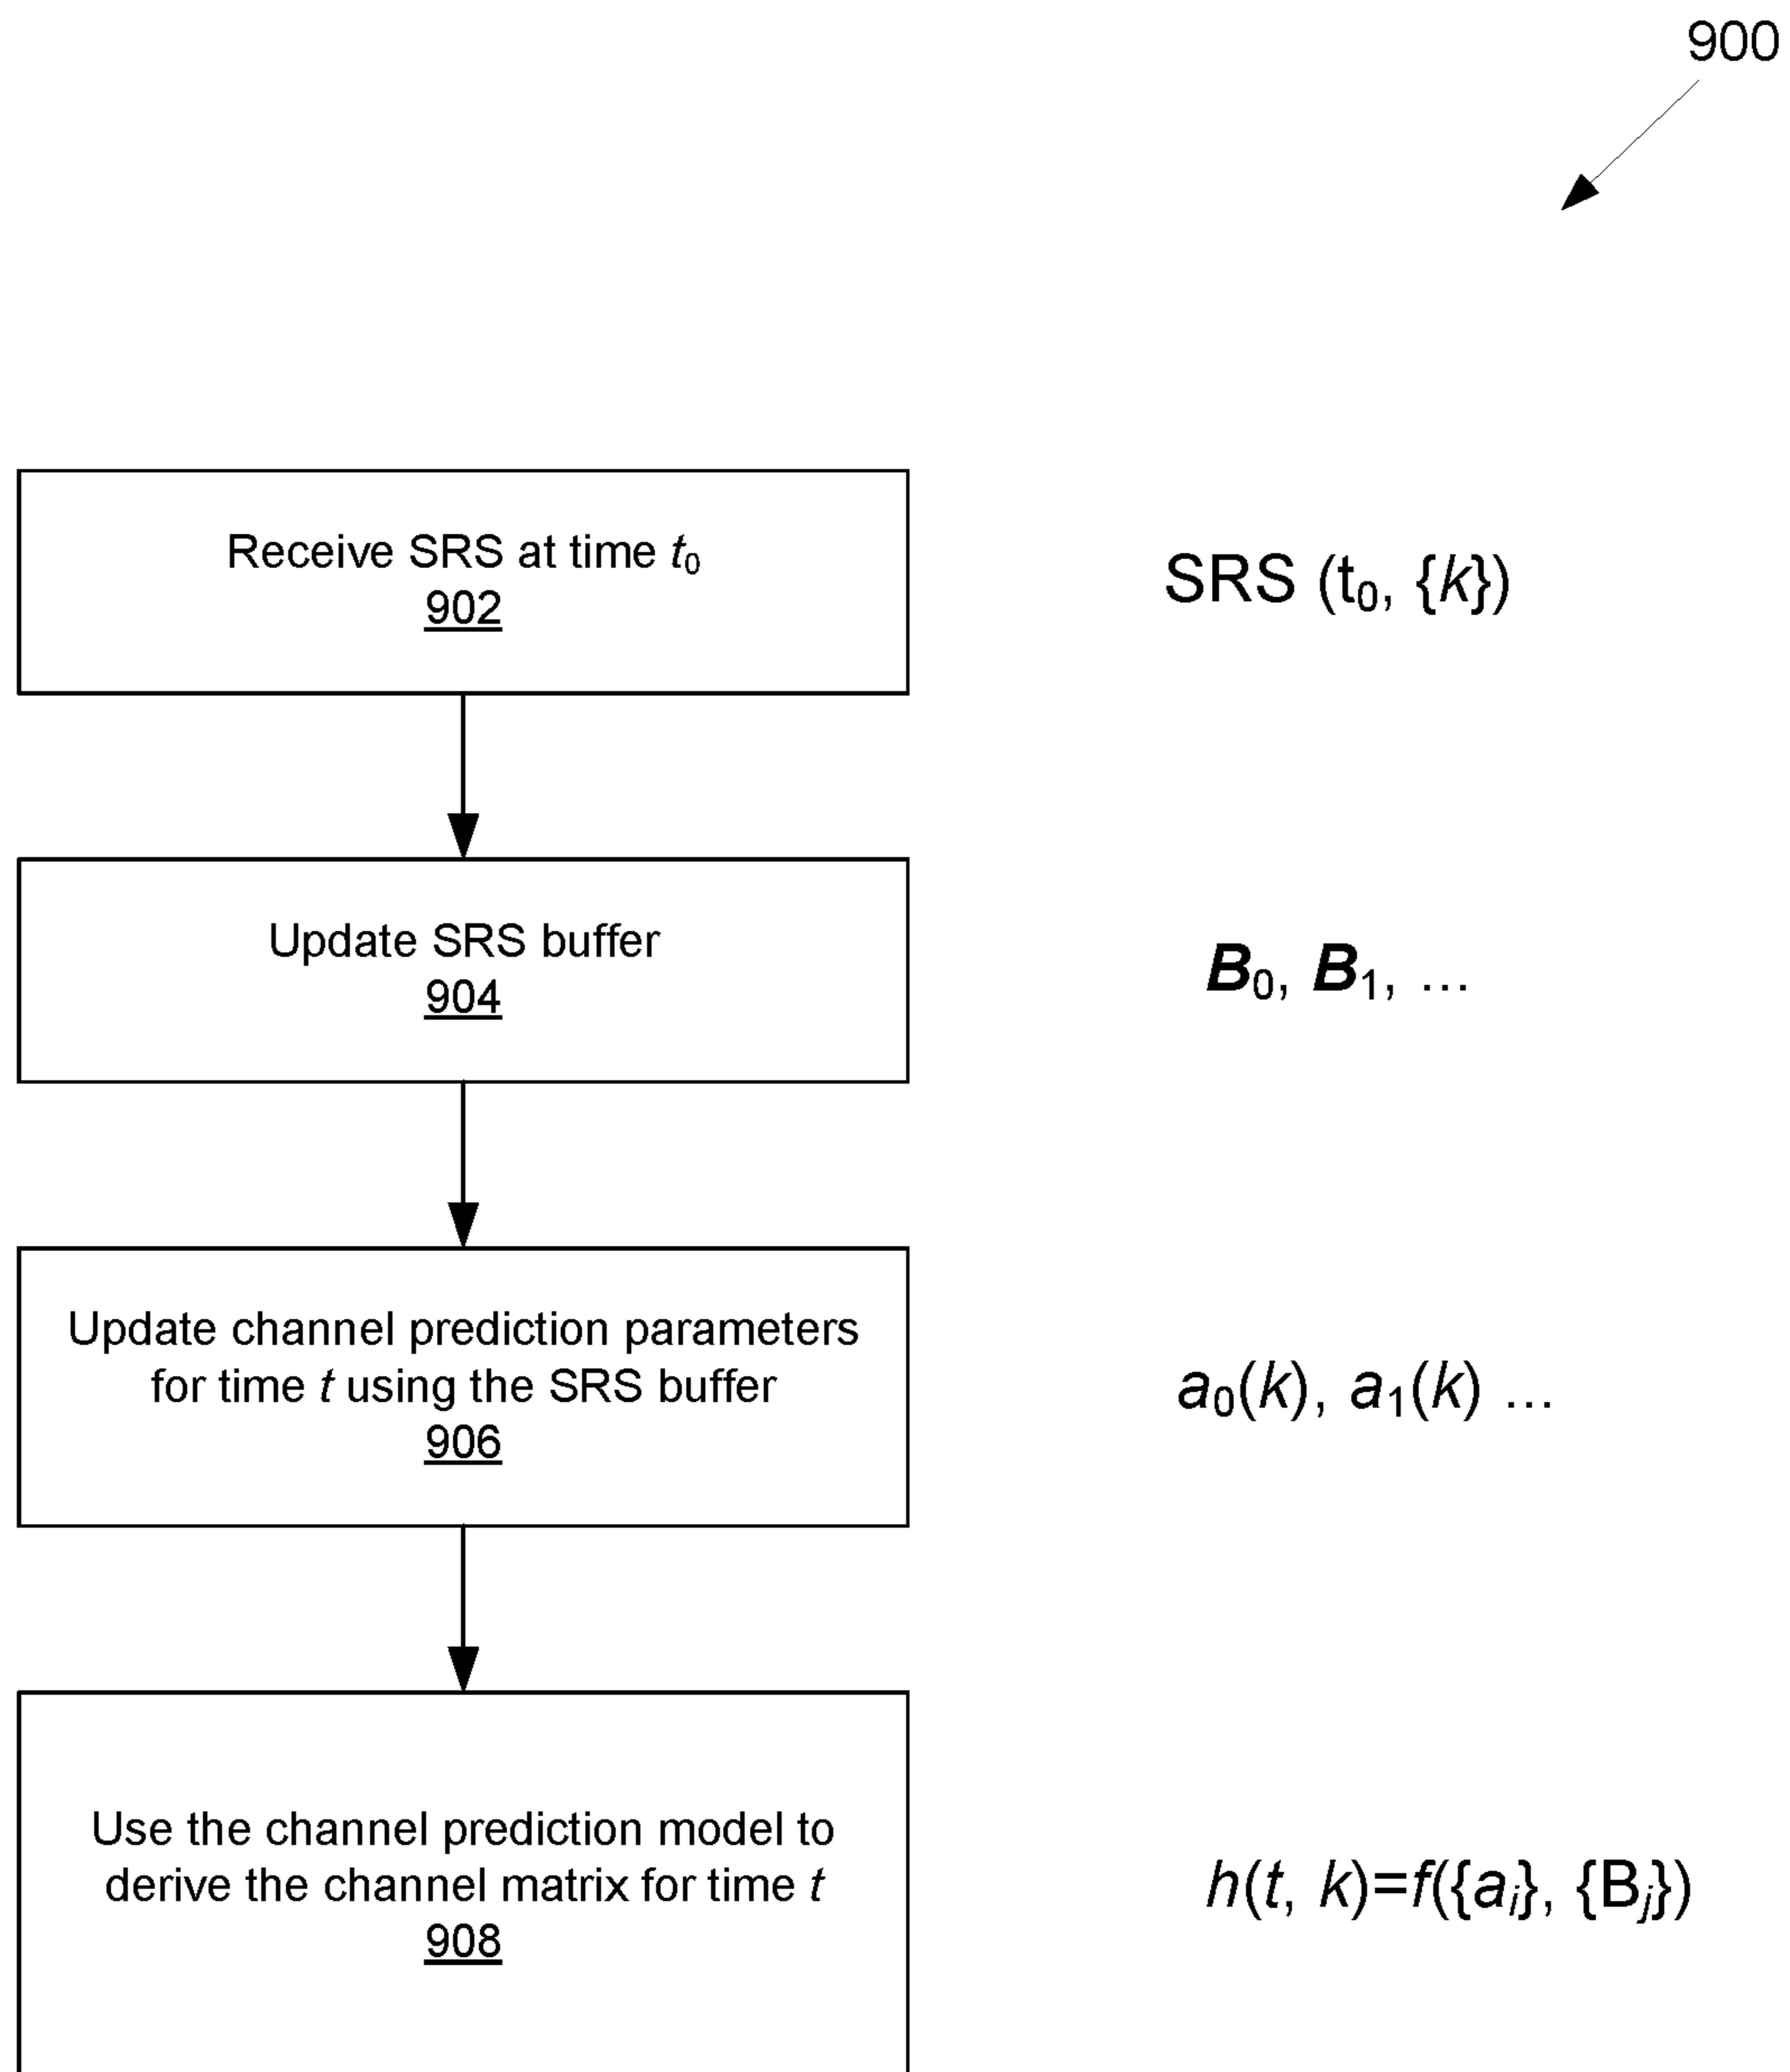 900
Receive SRS at time t₀
902
SRS (t₀, {k})
Update SRS buffer
904
B₀, B₁, ...
Update channel prediction parameters
for time t using the SRS buffer
906
a₀(k), a₁(k) ...
Use the channel prediction model to
derive the channel matrix for time t
908
h(t, k)=f({aᵢ}, {Bⱼ})